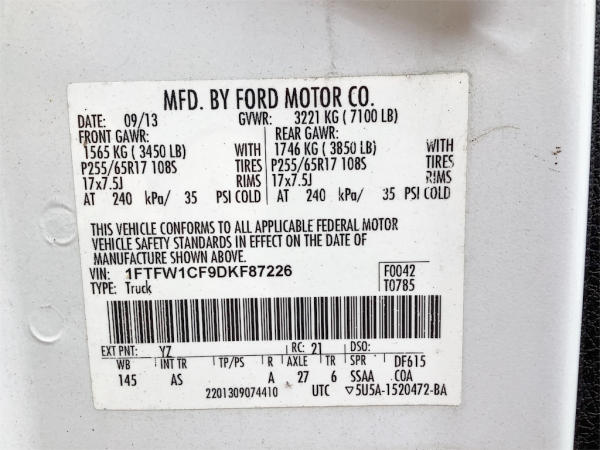 MFD. BY FORD MOTOR CO.
DATE: 09/13 GVWR: 3221 KG ( 7100 LB)
FRONT GAWR: REAR GAWR:
1565 KG ( 3450 LB) WITH 1746 KG ( 3850 LB) WITH
P255/65R17 108S TIRES P255/65R17 108S TIRES
17x7.5J RIMS 17x7.5J RIMS
AT 240 kPa/ 35 PSI COLD AT 240 kPa/ 35 PSI COLD
THIS VEHICLE CONFORMS TO ALL APPLICABLE FEDERAL MOTOR
VEHICLE SAFETY STANDARDS IN EFFECT ON THE DATE OF
MANUFACTURE SHOWN ABOVE.
VIN: 1FTFW1CF9DKF87226 F0042
TYPE: Truck T0785
EXT PNT: YZ RC: 21 DSO:
WB INT TR TP/PS R AXLE TR SPR DF615
145 AS A 27 6 SSAA COA
2201309074410 UTC ▽5U5A-1520472-BA